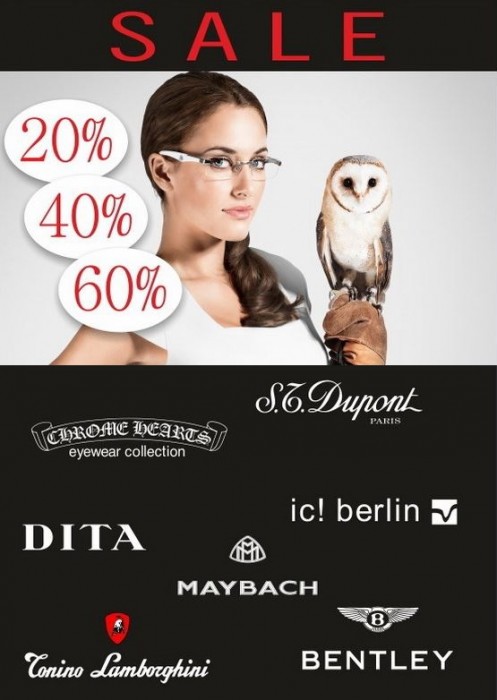 SALE
20%
40%
60%
S.T. Dupont
PARIS
CHROME HEARTS
eyewear collection
ic! berlin
DITA
MAYBACH
Tonino Lamborghini
B
BENTLEY